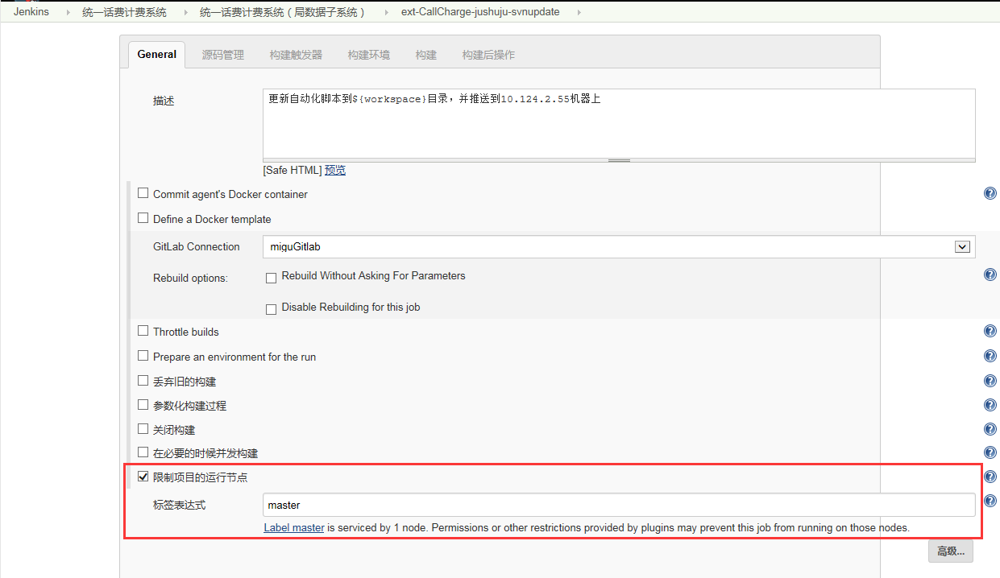 Jenkins 统一话费计费系统 统一话费计费系统（局数据子系统） ext-CallCharge-jushuju-svnupdate
General 源码管理 构建触发器 构建环境 构建 构建后操作
描述 更新自动化脚本到${workspace}目录，并推送到10.124.2.55机器上
[Safe HTML] 预览
Commit agent's Docker container
Define a Docker template
GitLab Connection miguGitlab
Rebuild options: Rebuild Without Asking For Parameters
Disable Rebuilding for this job
Throttle builds
Prepare an environment for the run
丢弃旧的构建
参数化构建过程
关闭构建
在必要的时候并发构建
限制项目的运行节点
标签表达式 master
Label master is serviced by 1 node. Permissions or other restrictions provided by plugins may prevent this job from running on those nodes.
高级...